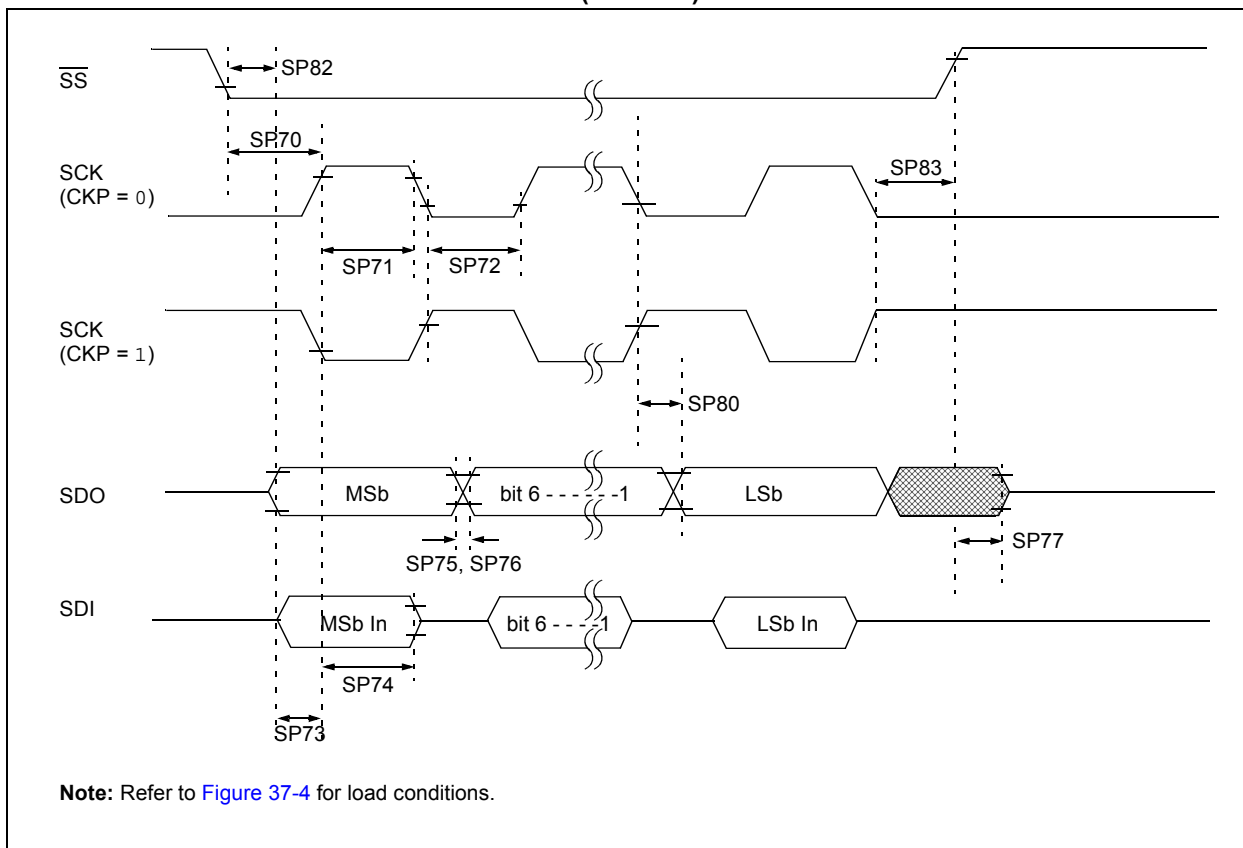 SS
SP82
SP70
SCK
(CKP = 0)
SP83
SP71
SP72
SCK
(CKP = 1)
SP80
SDO
MSb
bit 6 - - - - - -1
LSb
SP77
SP75, SP76
SDI
MSb In
bit 6 - - - -1
LSb In
SP74
SP73
Note: Refer to Figure 37-4 for load conditions.